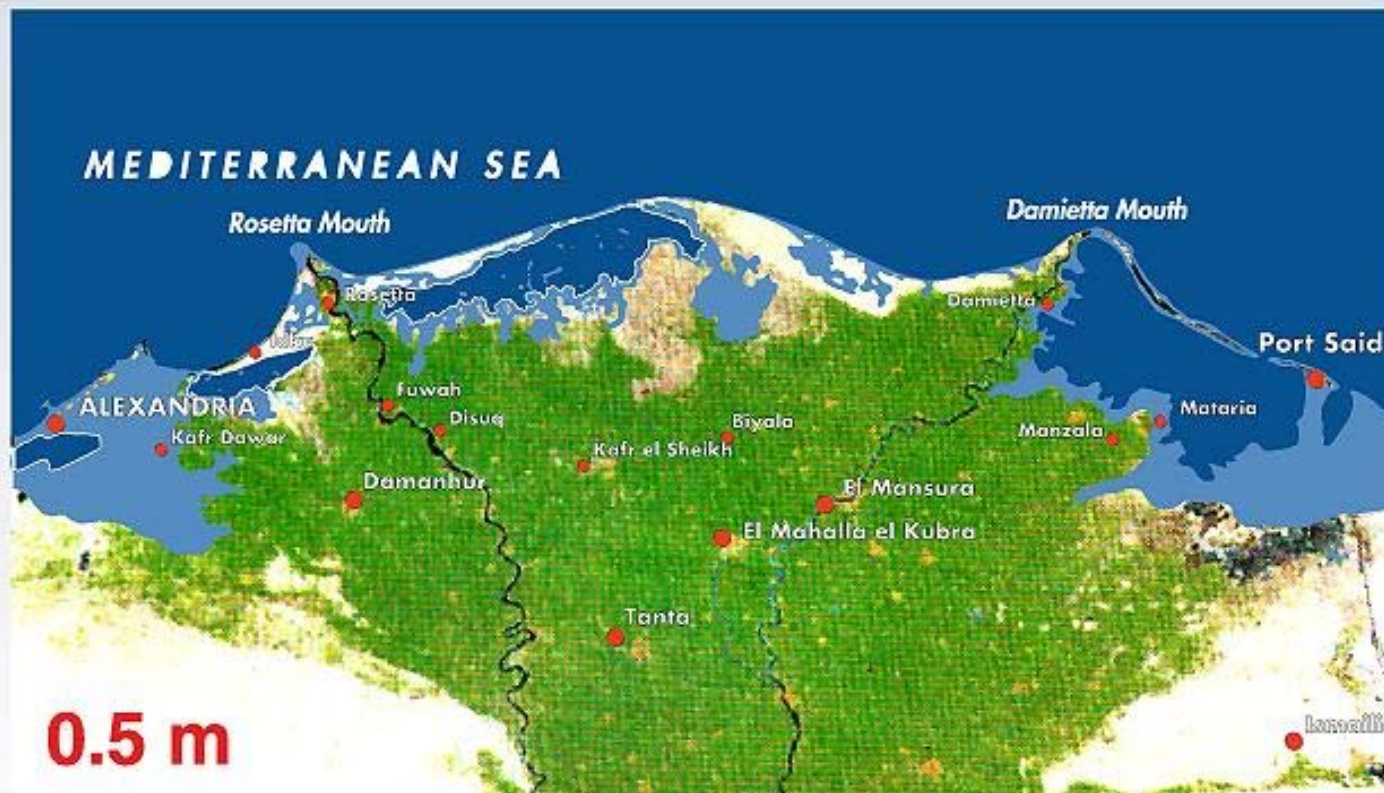 MEDITERRANEAN SEA
Rosetta Mouth
Damietta Mouth
Rosetta
Damietta
Port Said
Fuwah
ALEXANDRIA
Disuq
Biyala
Mataria
Kafr Dawar
Kafr el Sheikh
Manzala
Damanhur
El Mansura
El Mahalla el Kubra
Tanta
0.5 m